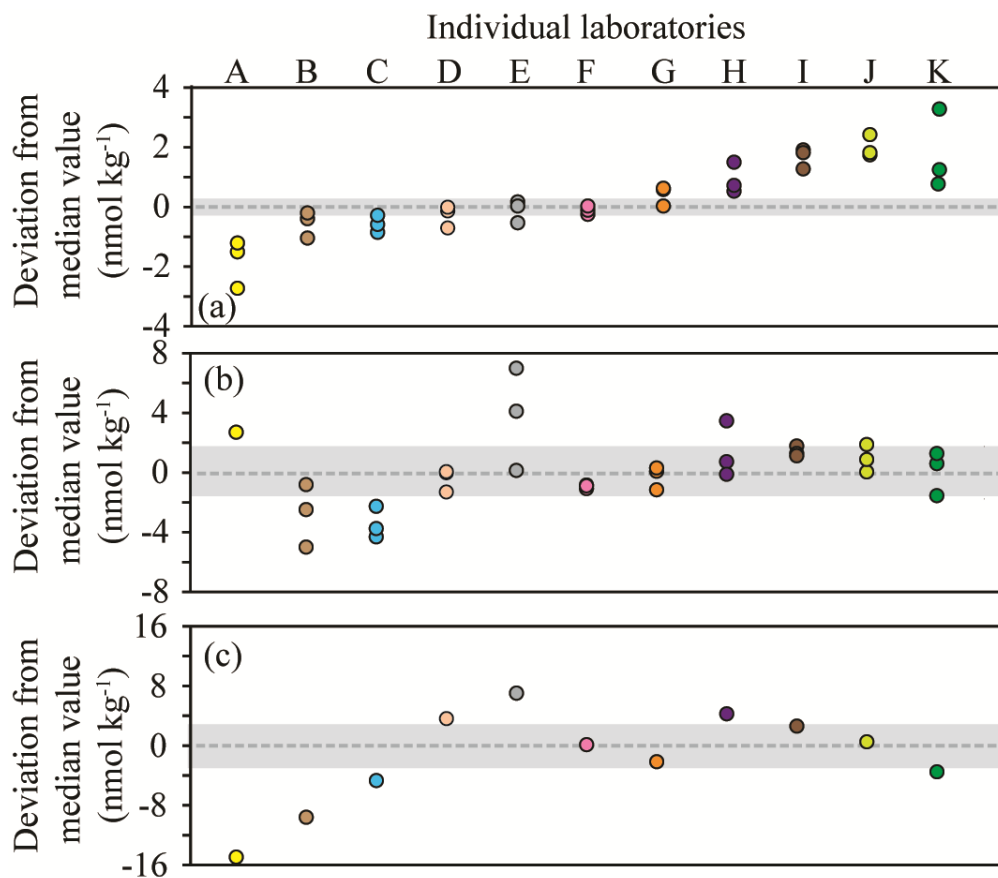 Individual laboratories
A B C D E F G H I J K
Deviation from
median value
(nmol kg⁻¹)
4
2
0
-2
-4
(a)
Deviation from
median value
(nmol kg⁻¹)
8
4
0
-4
-8
(b)
Deviation from
median value
(nmol kg⁻¹)
16
8
0
-8
-16
(c)